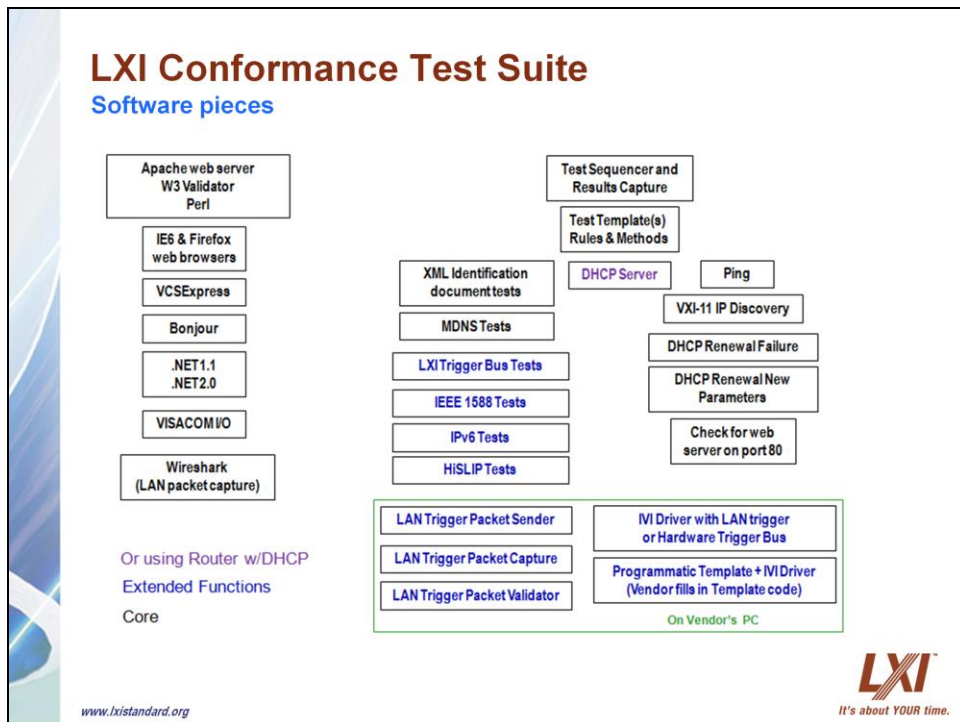 LXI Conformance Test Suite
Software pieces
Apache web server
W3 Validator
Perl
IE6 & Firefox
web browsers
VCSExpress
Bonjour
.NET1.1
.NET2.0
VISACOM I/O
Wireshark
(LAN packet capture)
Or using Router w/DHCP
Extended Functions
Core
Test Sequencer and
Results Capture
Test Template(s)
Rules & Methods
XML Identification
document tests
DHCP Server
Ping
MDNS Tests
VXI-11 IP Discovery
LXI Trigger Bus Tests
DHCP Renewal Failure
IEEE 1588 Tests
DHCP Renewal New
Parameters
IPv6 Tests
Check for web
server on port 80
HiSLIP Tests
LAN Trigger Packet Sender
LAN Trigger Packet Capture
LAN Trigger Packet Validator
IVI Driver with LAN trigger
or Hardware Trigger Bus
Programmatic Template + IVI Driver
(Vendor fills in Template code)
On Vendor's PC
www.lxistandard.org
LXI™
It's about YOUR time.